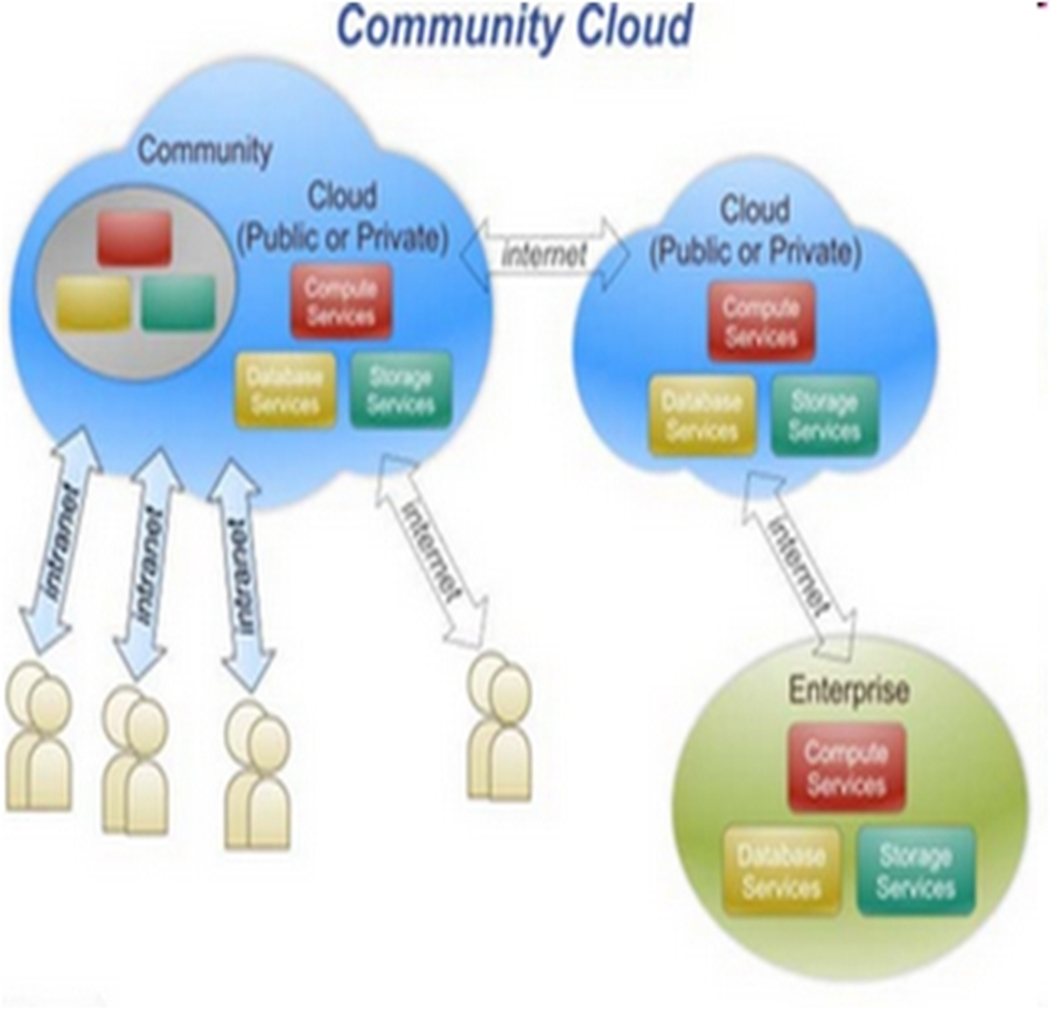 Community Cloud
Community
Cloud
(Public or Private)
Compute
Services
Database
Services
Storage
Services
internet
Cloud
(Public or Private)
Compute
Services
Database
Services
Storage
Services
intranet
intranet
intranet
internet
internet
Enterprise
Compute
Services
Database
Services
Storage
Services